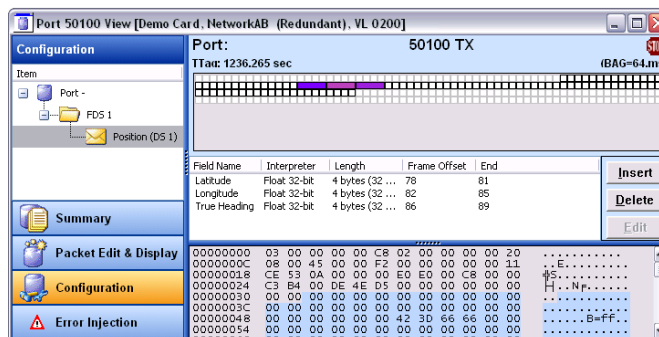 Port 50100 View [Demo Card, NetworkAB (Redundant), VL 0200]
Configuration
Item
Port -
FDS 1
Position (DS 1)
Summary
Packet Edit & Display
Configuration
Error Injection
Port: 50100 TX
TTag: 1236.265 sec (BAG=64.m
Field Name Interpreter Length Frame Offset End
Latitude Float 32-bit 4 bytes (32 ... 78 81
Longitude Float 32-bit 4 bytes (32 ... 82 85
True Heading Float 32-bit 4 bytes (32 ... 86 89
Insert
Delete
Edit
00000000 03 00 00 00 00 C8 02 00 00 00 00 20 ............
0000000C 08 00 45 00 00 F2 00 00 00 00 00 11 ..E.........
00000018 CE 53 0A 00 00 00 E0 E0 00 C8 00 00
00000024 C3 B4 00 DE 4E D5 00 00 00 00 00 00
00000030 00 00 00 00 00 00 00 00 00 00 00 00 ............
0000003C 00 00 00 00 00 00 00 00 00 00 00 00 ............
00000048 00 00 00 00 00 00 42 3D 66 66 00 00 ......B=ff..
00000054 00 00 00 00 00 00 00 00 00 00 00 00 ............